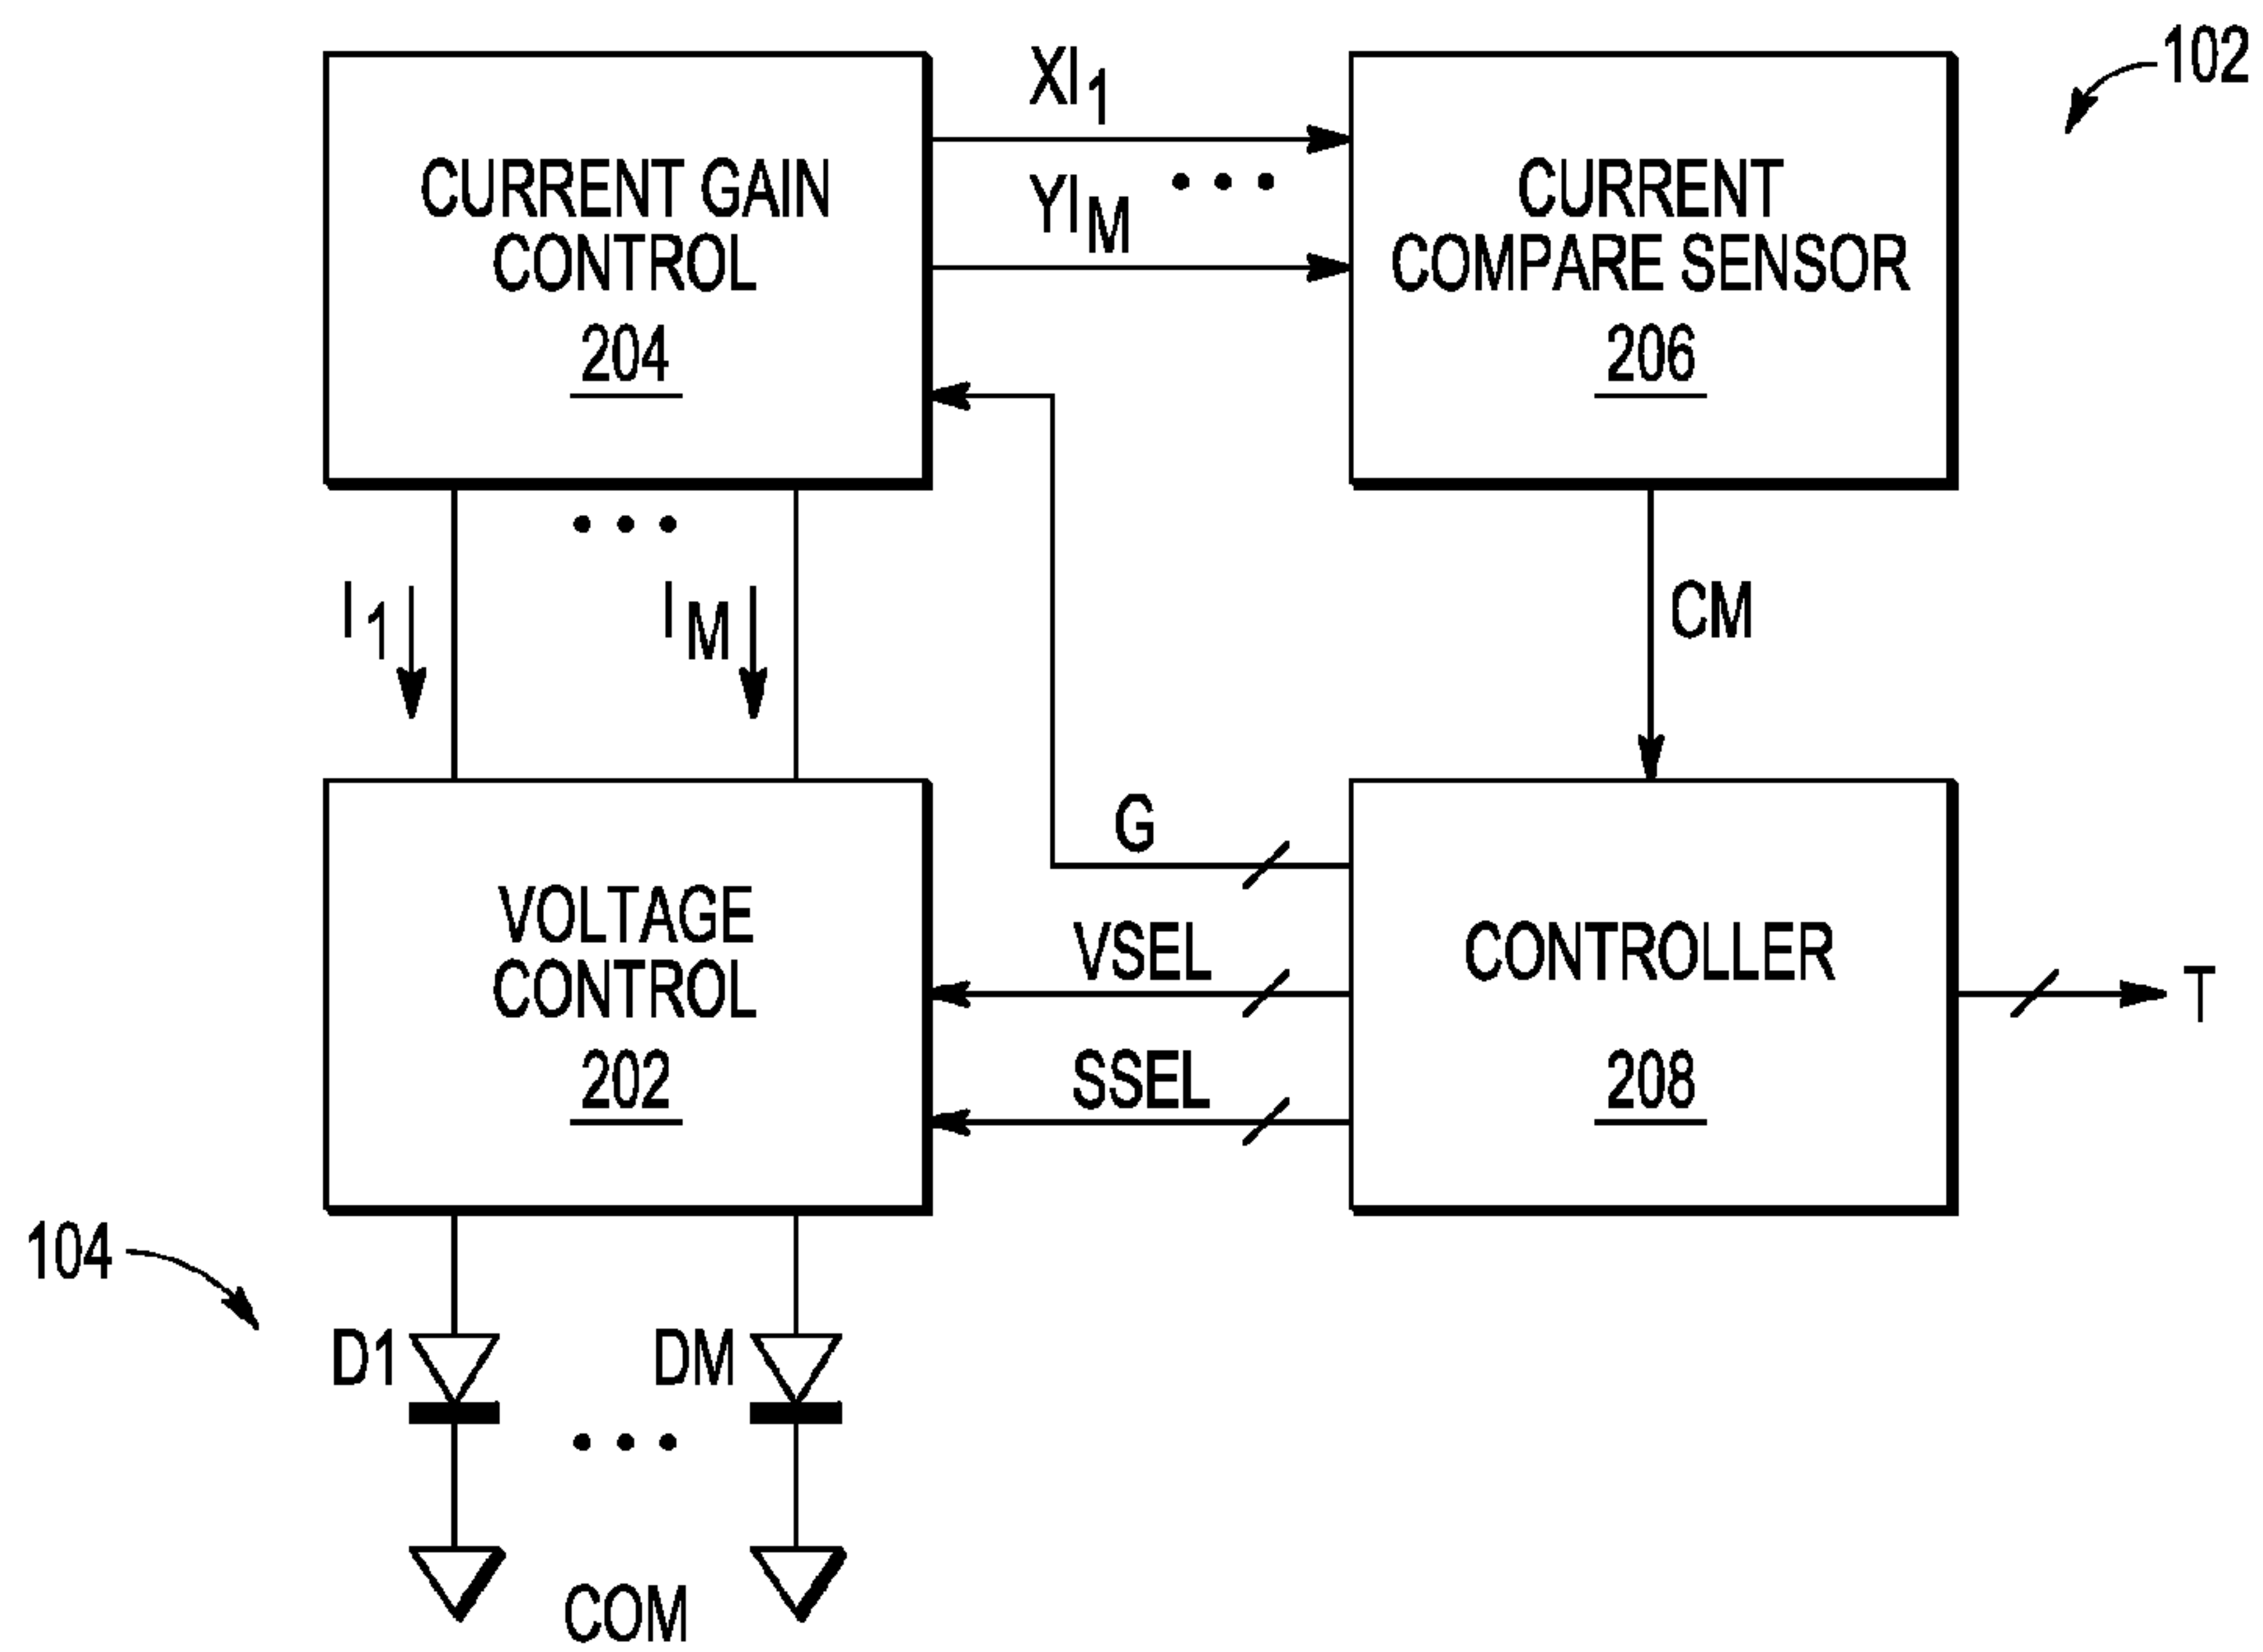 102
XI1
YIM
CURRENT GAIN
CONTROL
204
CURRENT
COMPARE SENSOR
206
I1
IM
CM
G
VSEL
SSEL
VOLTAGE
CONTROL
202
CONTROLLER
208
T
104
D1
DM
COM